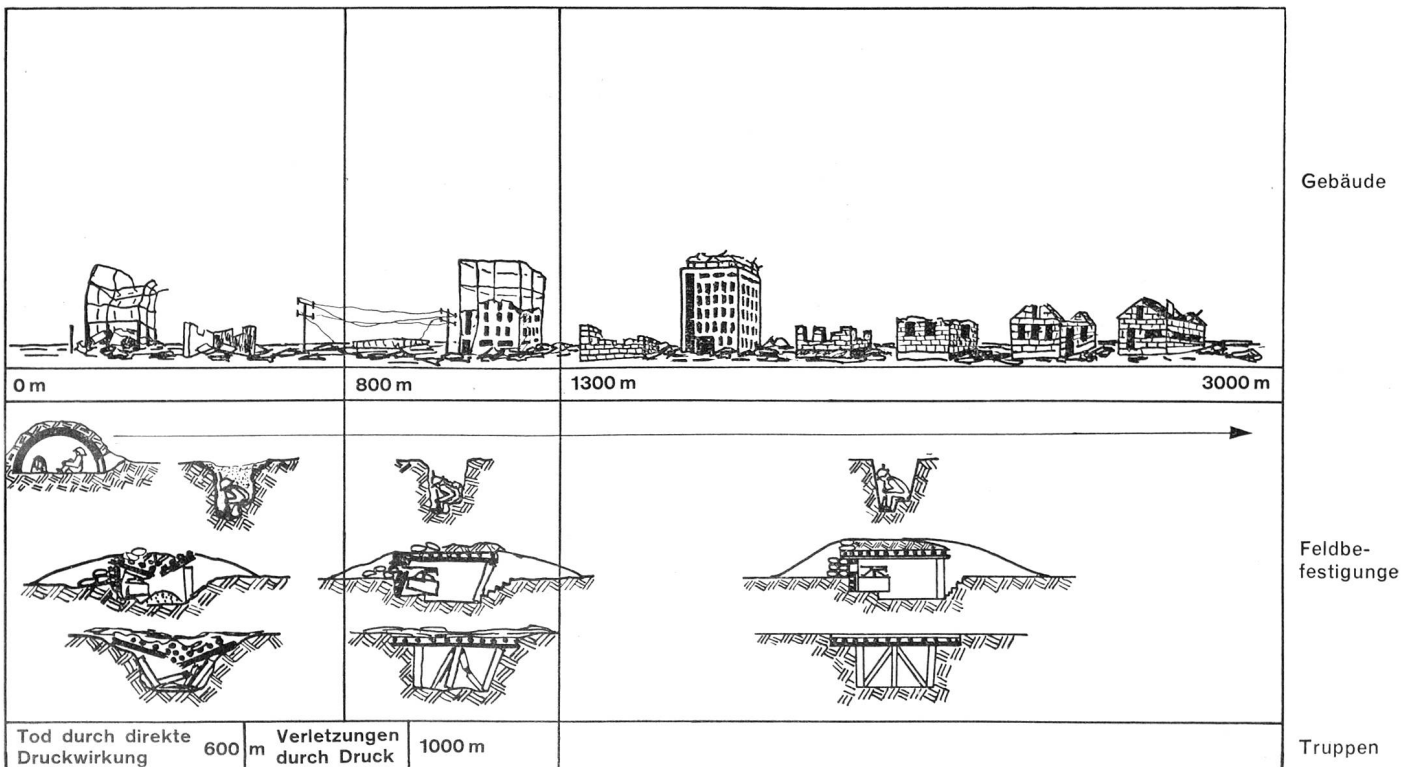 Gebäude
0 m 800 m 1300 m 3000 m
Feldbe-
festigunge
Tod durch direkte
Druckwirkung
600 m
Verletzungen
durch Druck
1000 m
Truppen